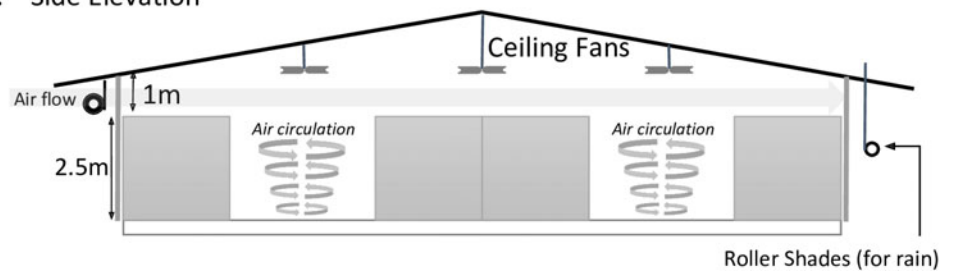 Side Elevation
Ceiling Fans
Air flow
1m
Air circulation
Air circulation
2.5m
Roller Shades (for rain)